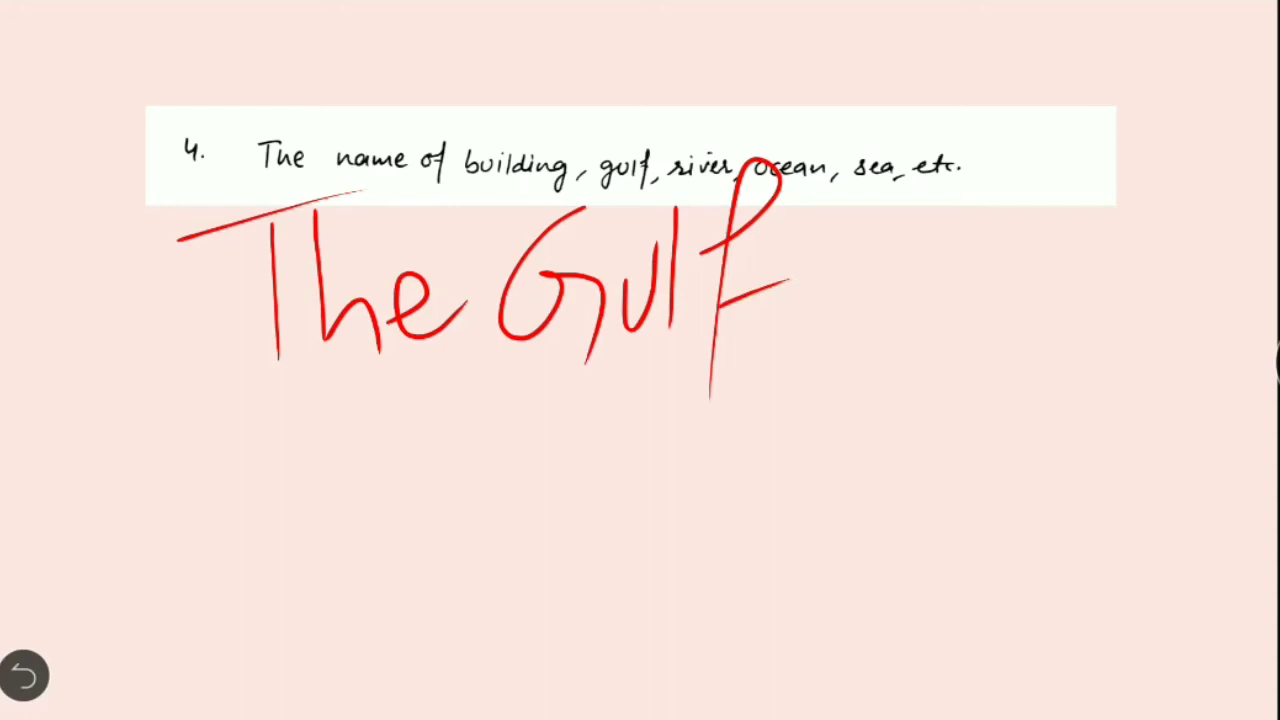 4. The name of building, gulf, river, ocean, sea, etc.
The Gulf